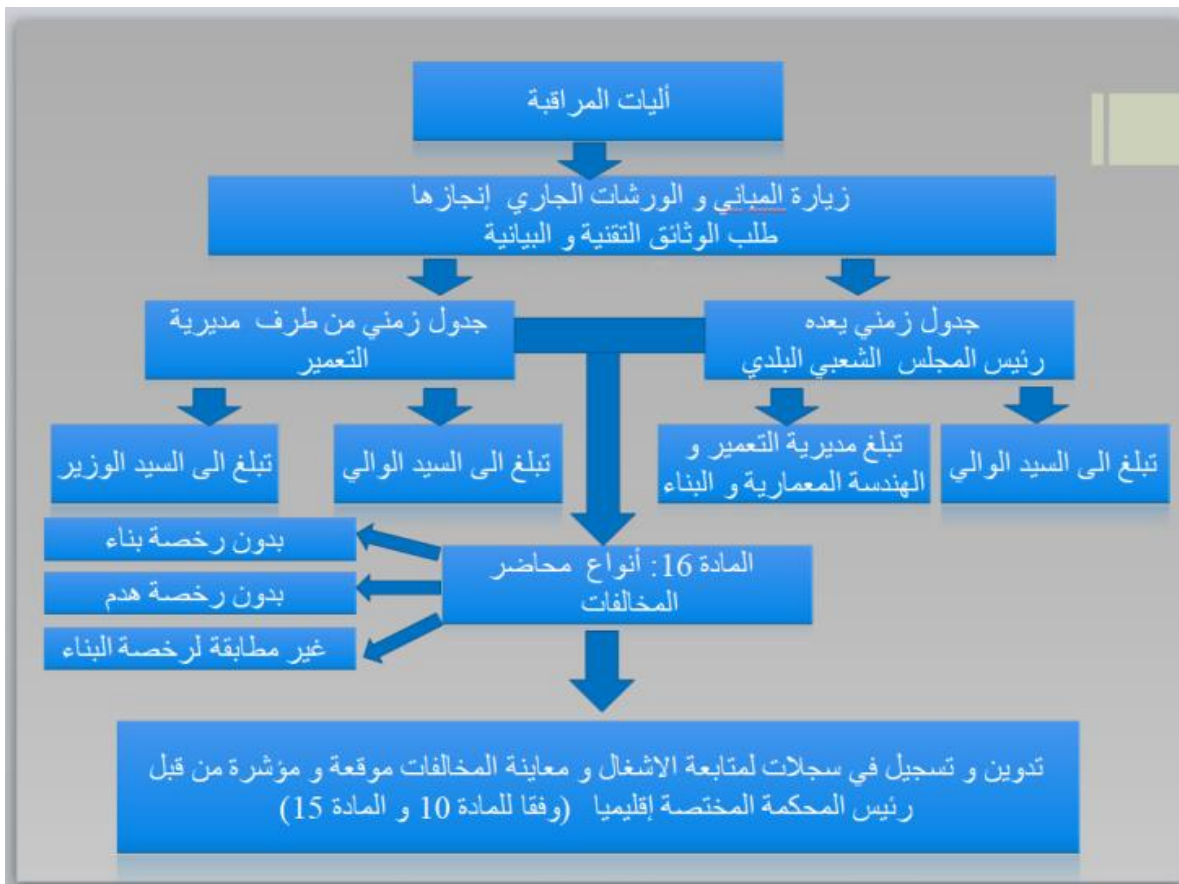 أليات المراقبة
زيارة المباني و الورشات الجاري إنجازها
طلب الوثائق التقنية و البيانية
جدول زمني يعده
رئيس المجلس الشعبي البلدي
جدول زمني من طرف مديرية
التعمير
تبلغ الى السيد الوالي
تبلغ مديرية التعمير و
الهندسة المعمارية و البناء
تبلغ الى السيد الوالي
تبلغ الى السيد الوزير
المادة 16: أنواع محاضر
المخالفات
بدون رخصة بناء
بدون رخصة هدم
غير مطابقة لرخصة البناء
تدوين و تسجيل في سجلات لمتابعة الاشغال و معاينة المخالفات موقعة و مؤشرة من قبل
رئيس المحكمة المختصة إقليميا (وفقا للمادة 10 و المادة 15)